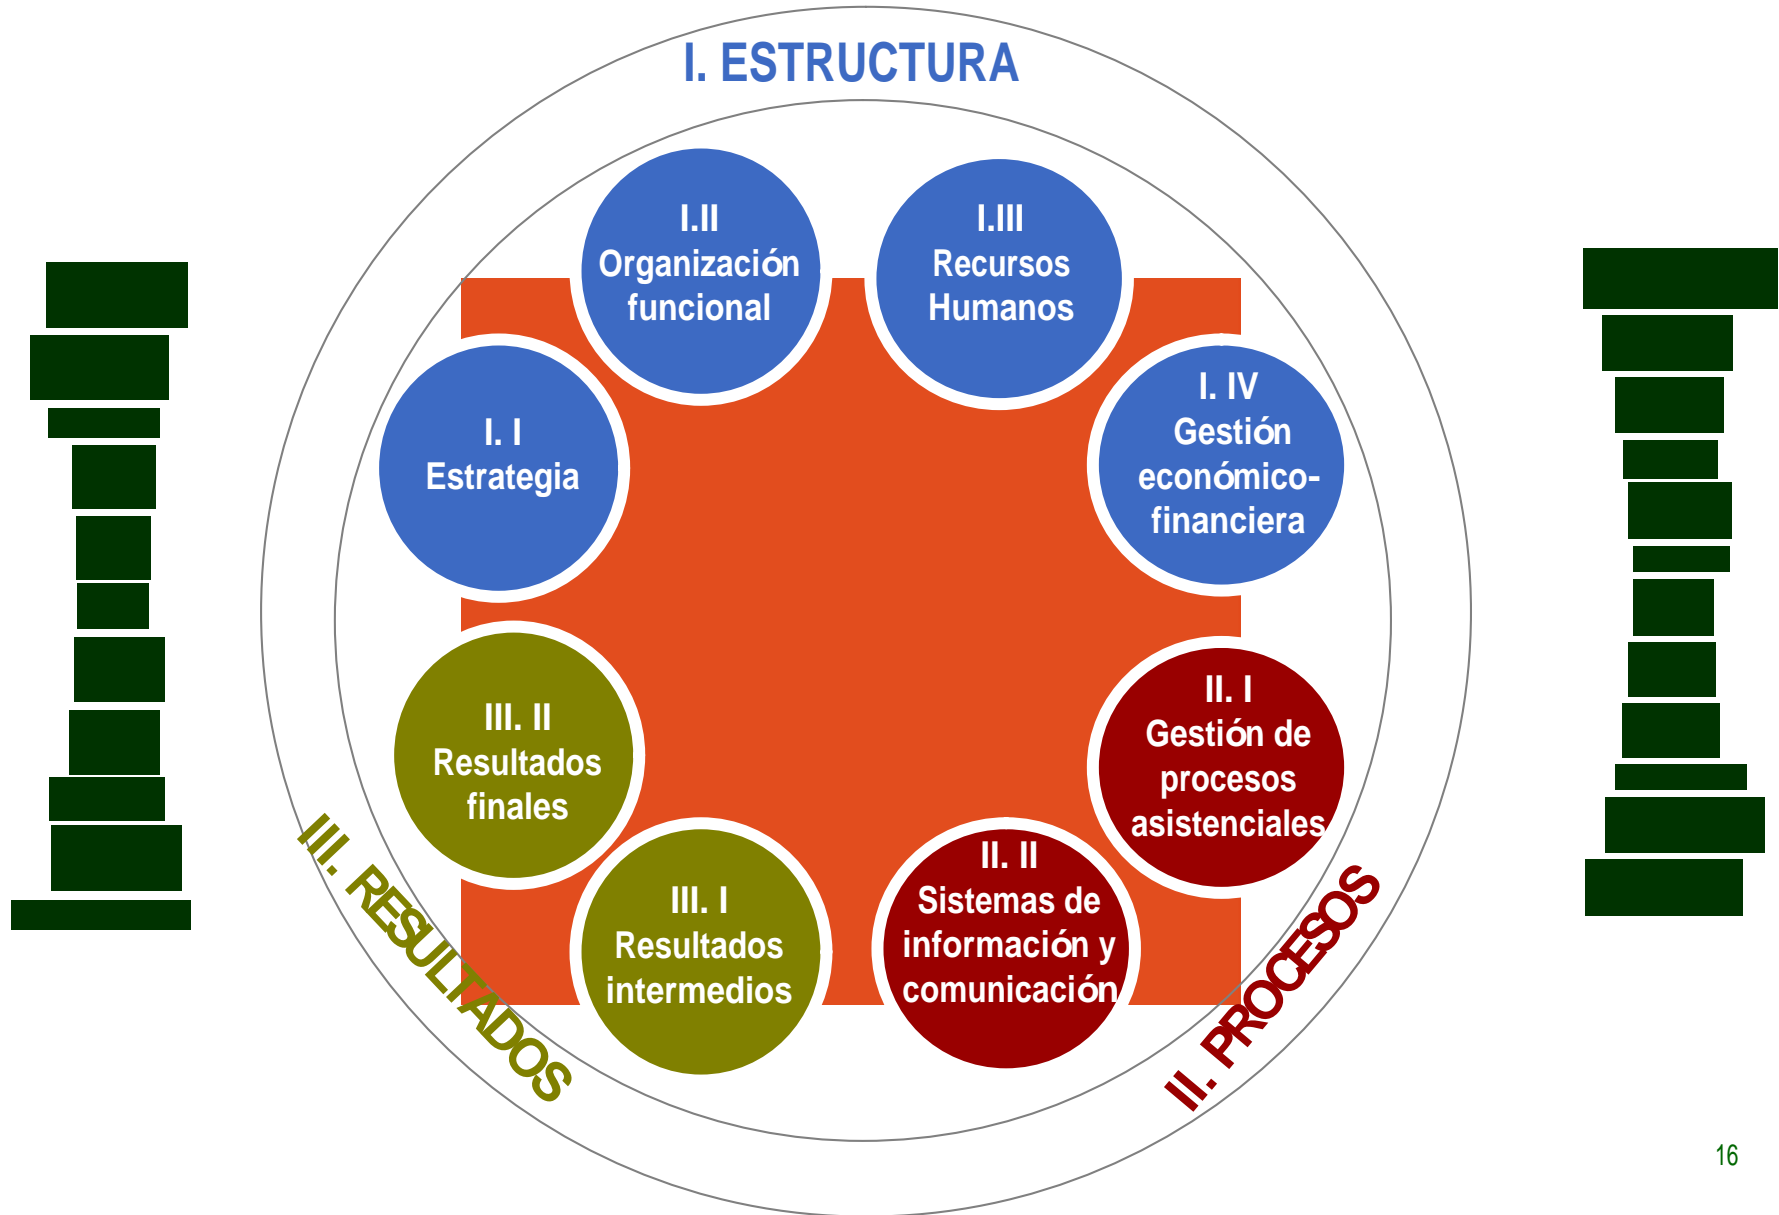 I. ESTRUCTURA
I.II
Organización
funcional
I.III
Recursos
Humanos
I. I
Estrategia
I. IV
Gestión
económico-
financiera
III. II
Resultados
finales
II. I
Gestión de
procesos
asistenciales
III. I
Resultados
intermedios
II. II
Sistemas de
información y
comunicación
III. RESULTADOS
II. PROCESOS
16